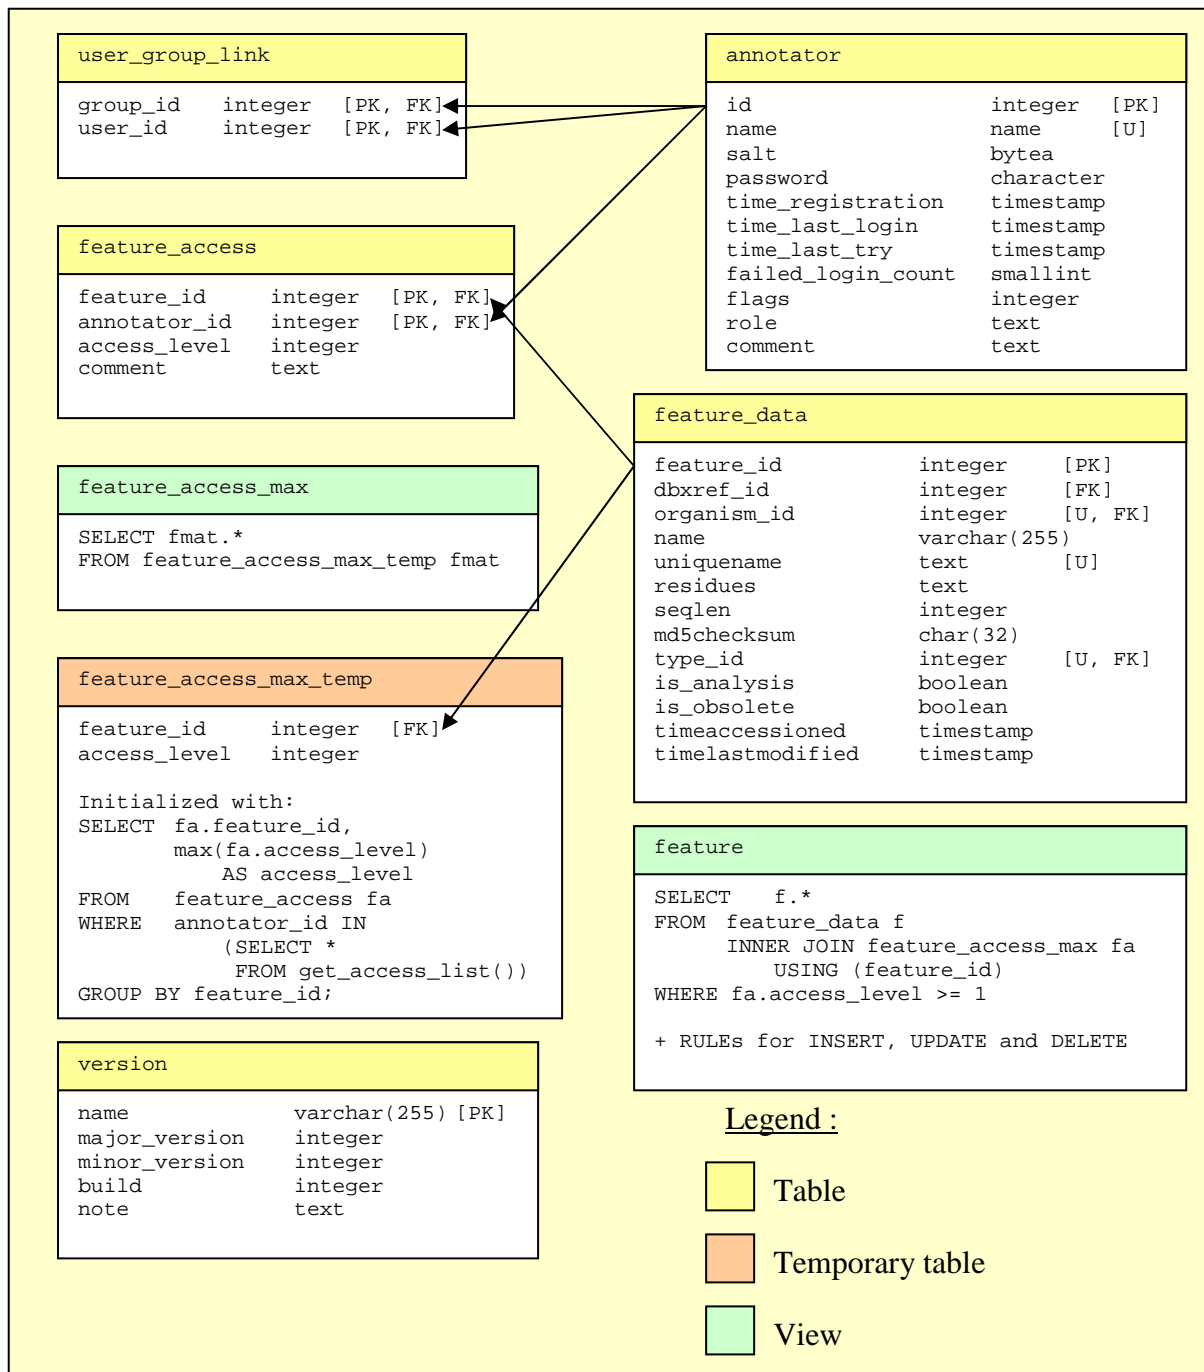 user_group_link
group_id integer [PK, FK]
user_id integer [PK, FK]
annotator
id integer [PK]
name name [U]
salt bytea
password character
time_registration timestamp
time_last_login timestamp
time_last_try timestamp
failed_login_count smallint
flags integer
role text
comment text
feature_access
feature_id integer [PK, FK]
annotator_id integer [PK, FK]
access_level integer
comment text
feature_data
feature_id integer [PK]
dbxref_id integer [FK]
organism_id integer [U, FK]
name varchar(255)
uniquename text [U]
residues text
seqlen integer
md5checksum char(32)
type_id integer [U, FK]
is_analysis boolean
is_obsolete boolean
timeaccessioned timestamp
timelastmodified timestamp
feature_access_max
SELECT fmat.*
FROM feature_access_max_temp fmat
feature_access_max_temp
feature_id integer [FK]
access_level integer
Initialized with:
SELECT fa.feature_id,
max(fa.access_level)
AS access_level
FROM feature_access fa
WHERE annotator_id IN
(SELECT *
FROM get_access_list())
GROUP BY feature_id;
feature
SELECT f.*
FROM feature_data f
INNER JOIN feature_access_max fa
USING (feature_id)
WHERE fa.access_level >= 1
+ RULEs for INSERT, UPDATE and DELETE
version
name varchar(255) [PK]
major_version integer
minor_version integer
build integer
note text
Legend :
Table
Temporary table
View